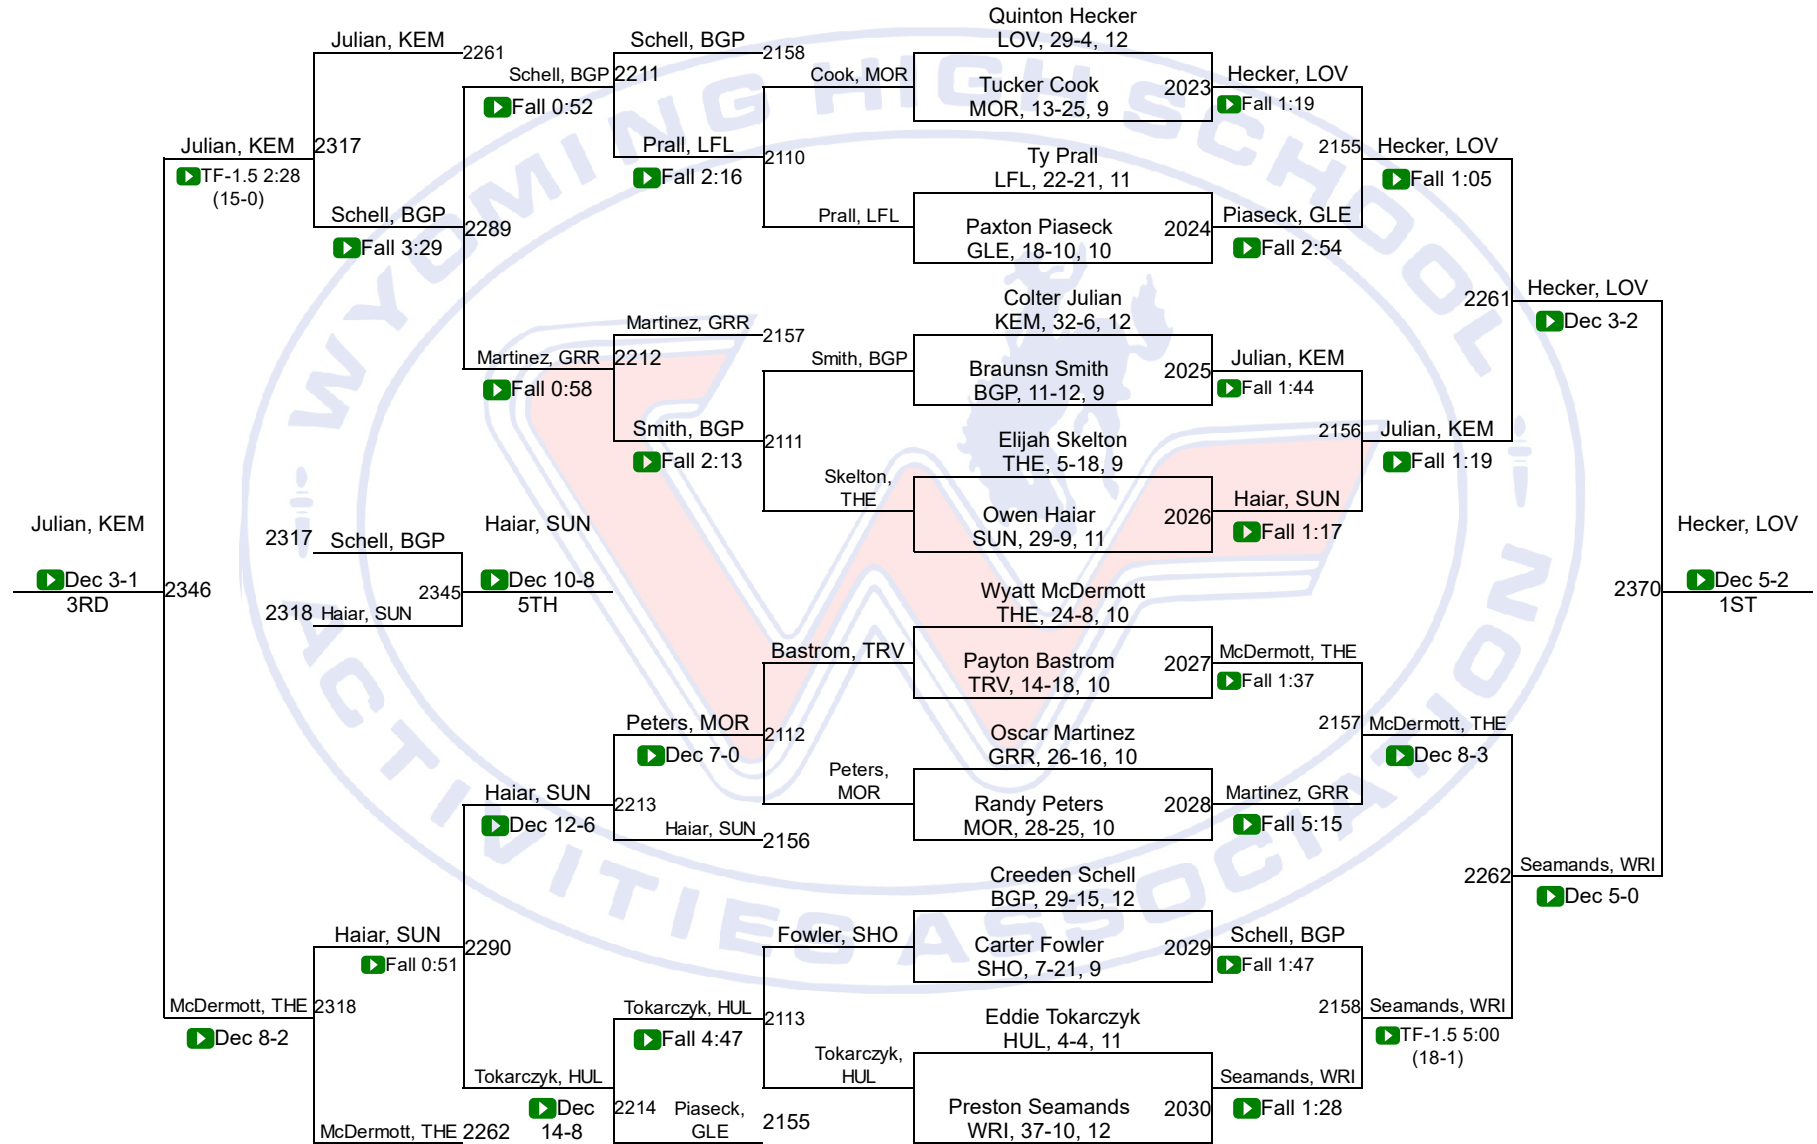 Quinton Hecker
LOV, 29-4, 12
Tucker Cook
MOR, 13-25, 9
2023
Ty Prall
LFL, 22-21, 11
Paxton Piaseck
GLE, 18-10, 10
2024
Colter Julian
KEM, 32-6, 12
Braunsn Smith
BGP, 11-12, 9
2025
Elijah Skelton
THE, 5-18, 9
Owen Haiar
SUN, 29-9, 11
2026
Wyatt McDermott
THE, 24-8, 10
Payton Bastrom
TRV, 14-18, 10
2027
Oscar Martinez
GRR, 26-16, 10
Randy Peters
MOR, 28-25, 10
2028
Creeden Schell
BGP, 29-15, 12
Carter Fowler
SHO, 7-21, 9
2029
Eddie Tokarczyk
HUL, 4-4, 11
Preston Seamands
WRI, 37-10, 12
2030
Hecker, LOV
Fall 1:19
Piaseck, GLE
Fall 2:54
Julian, KEM
Fall 1:44
Haiar, SUN
Fall 1:17
McDermott, THE
Fall 1:37
Martinez, GRR
Fall 5:15
Schell, BGP
Fall 1:47
Seamands, WRI
Fall 1:28
2155
Hecker, LOV
Fall 1:05
2156
Julian, KEM
Fall 1:19
2157
McDermott, THE
Dec 8-3
2158
Seamands, WRI
TF-1.5 5:00
(18-1)
2261
Hecker, LOV
Dec 3-2
2262
Seamands, WRI
Dec 5-0
2370
Hecker, LOV
Dec 5-2
1ST
Cook, MOR
Prall, LFL
Smith, BGP
Skelton,
THE
Bastrom, TRV
Peters,
MOR
Fowler, SHO
Tokarczyk,
HUL
Schell, BGP
2158
Prall, LFL
2110
Fall 2:16
Martinez, GRR
2157
Smith, BGP
2111
Fall 2:13
Peters, MOR
2112
Dec 7-0
Haiar, SUN
2156
Tokarczyk, HUL
2113
Fall 4:47
Piaseck,
GLE
2155
Schell, BGP
2211
Fall 0:52
Martinez, GRR
2212
Fall 0:58
Haiar, SUN
2213
Dec 12-6
Tokarczyk, HUL
2214
Dec
14-8
Julian, KEM
2261
Schell, BGP
2289
Fall 3:29
Haiar, SUN
2290
Fall 0:51
McDermott, THE
2262
Julian, KEM
2317
TF-1.5 2:28
(15-0)
McDermott, THE
2318
Dec 8-2
Julian, KEM
Dec 3-1
3RD
2346
2317
Schell, BGP
2318
Haiar, SUN
2345
Haiar, SUN
Dec 10-8
5TH
WYOMING HIGH SCHOOL
ACTIVITIES ASSOCIATION